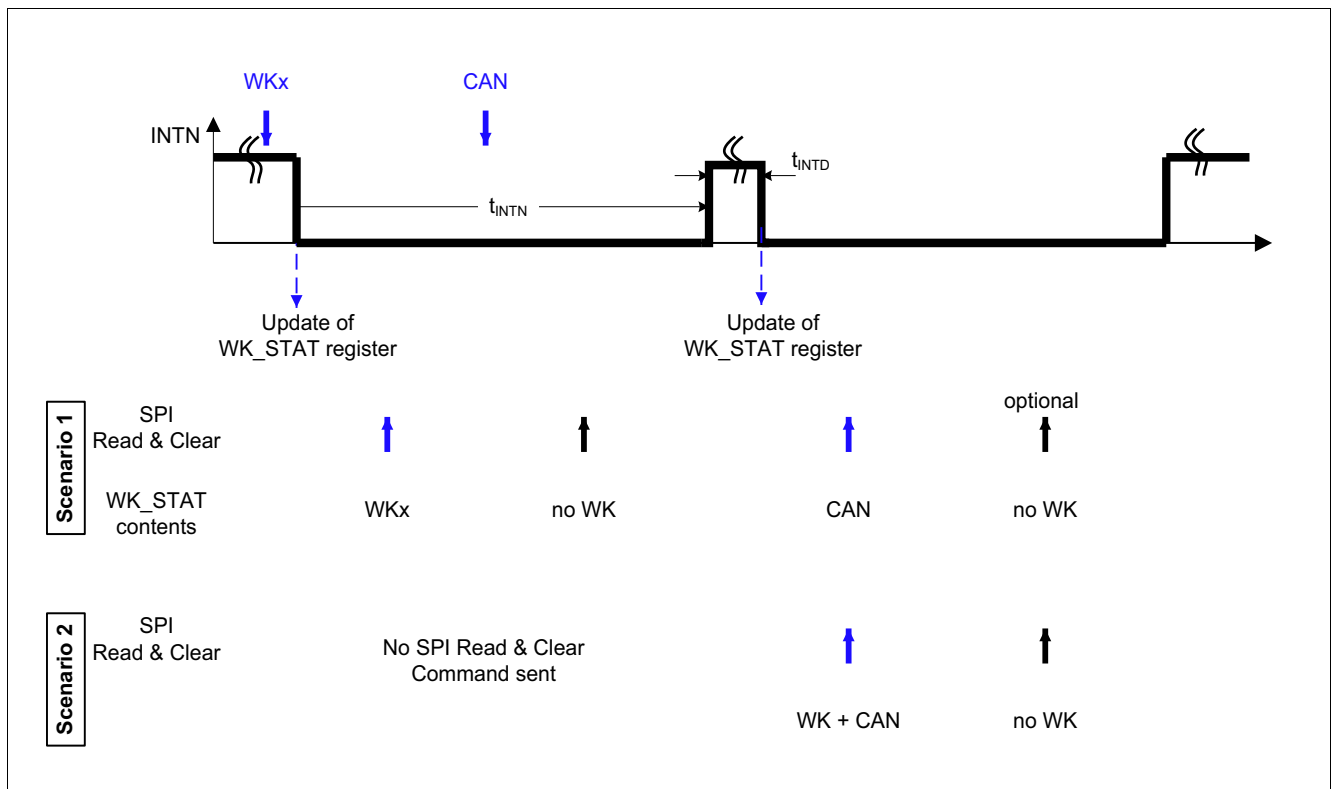 WKx
CAN
INTN
tINTD
tINTN
Update of
WK_STAT register
Update of
WK_STAT register
Scenario 1
SPI
Read & Clear
optional
WK_STAT
contents
WKx
no WK
CAN
no WK
Scenario 2
SPI
Read & Clear
No SPI Read & Clear
Command sent
WK + CAN
no WK